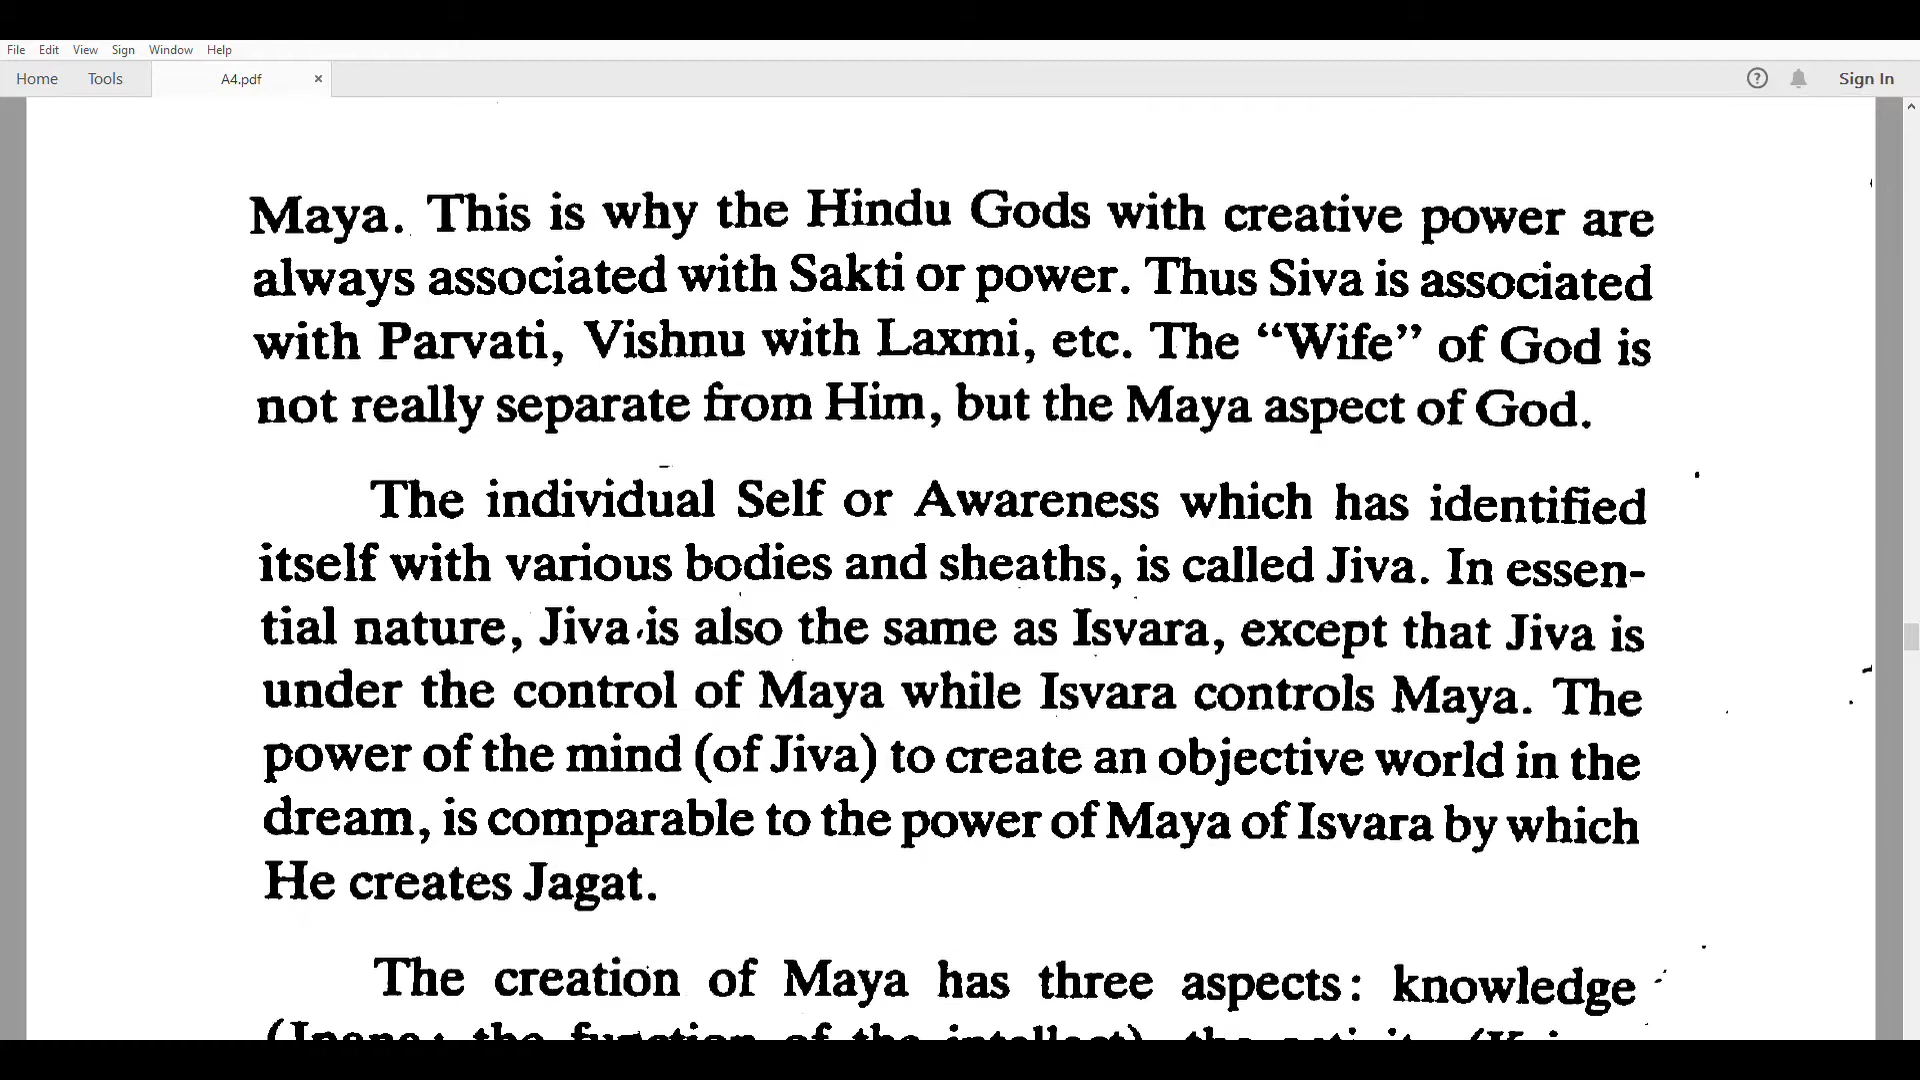 File Edit View Sign Window Help
Home Tools A4.pdf × ? Sign In
Maya. This is why the Hindu Gods with creative power are
always associated with Sakti or power. Thus Siva is associated
with Parvati, Vishnu with Laxmi, etc. The “Wife” of God is
not really separate from Him, but the Maya aspect of God.
The individual Self or Awareness which has identified
itself with various bodies and sheaths, is called Jiva. In essen-
tial nature, Jiva is also the same as Isvara, except that Jiva is
under the control of Maya while Isvara controls Maya. The
power of the mind (of Jiva) to create an objective world in the
dream, is comparable to the power of Maya of Isvara by which
He creates Jagat.
The creation of Maya has three aspects: knowledge
the function of the intellect), the